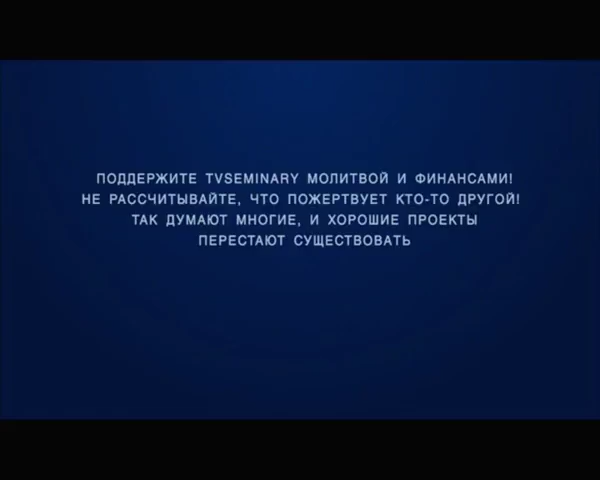 ПОДДЕРЖИТЕ TVSEMINARY МОЛИТВОЙ И ФИНАНСАМИ!
НЕ РАССЧИТЫВАЙТЕ, ЧТО ПОЖЕРТВУЕТ КТО-ТО ДРУГОЙ!
ТАК ДУМАЮТ МНОГИЕ, И ХОРОШИЕ ПРОЕКТЫ
ПЕРЕСТАЮТ СУЩЕСТВОВАТЬ